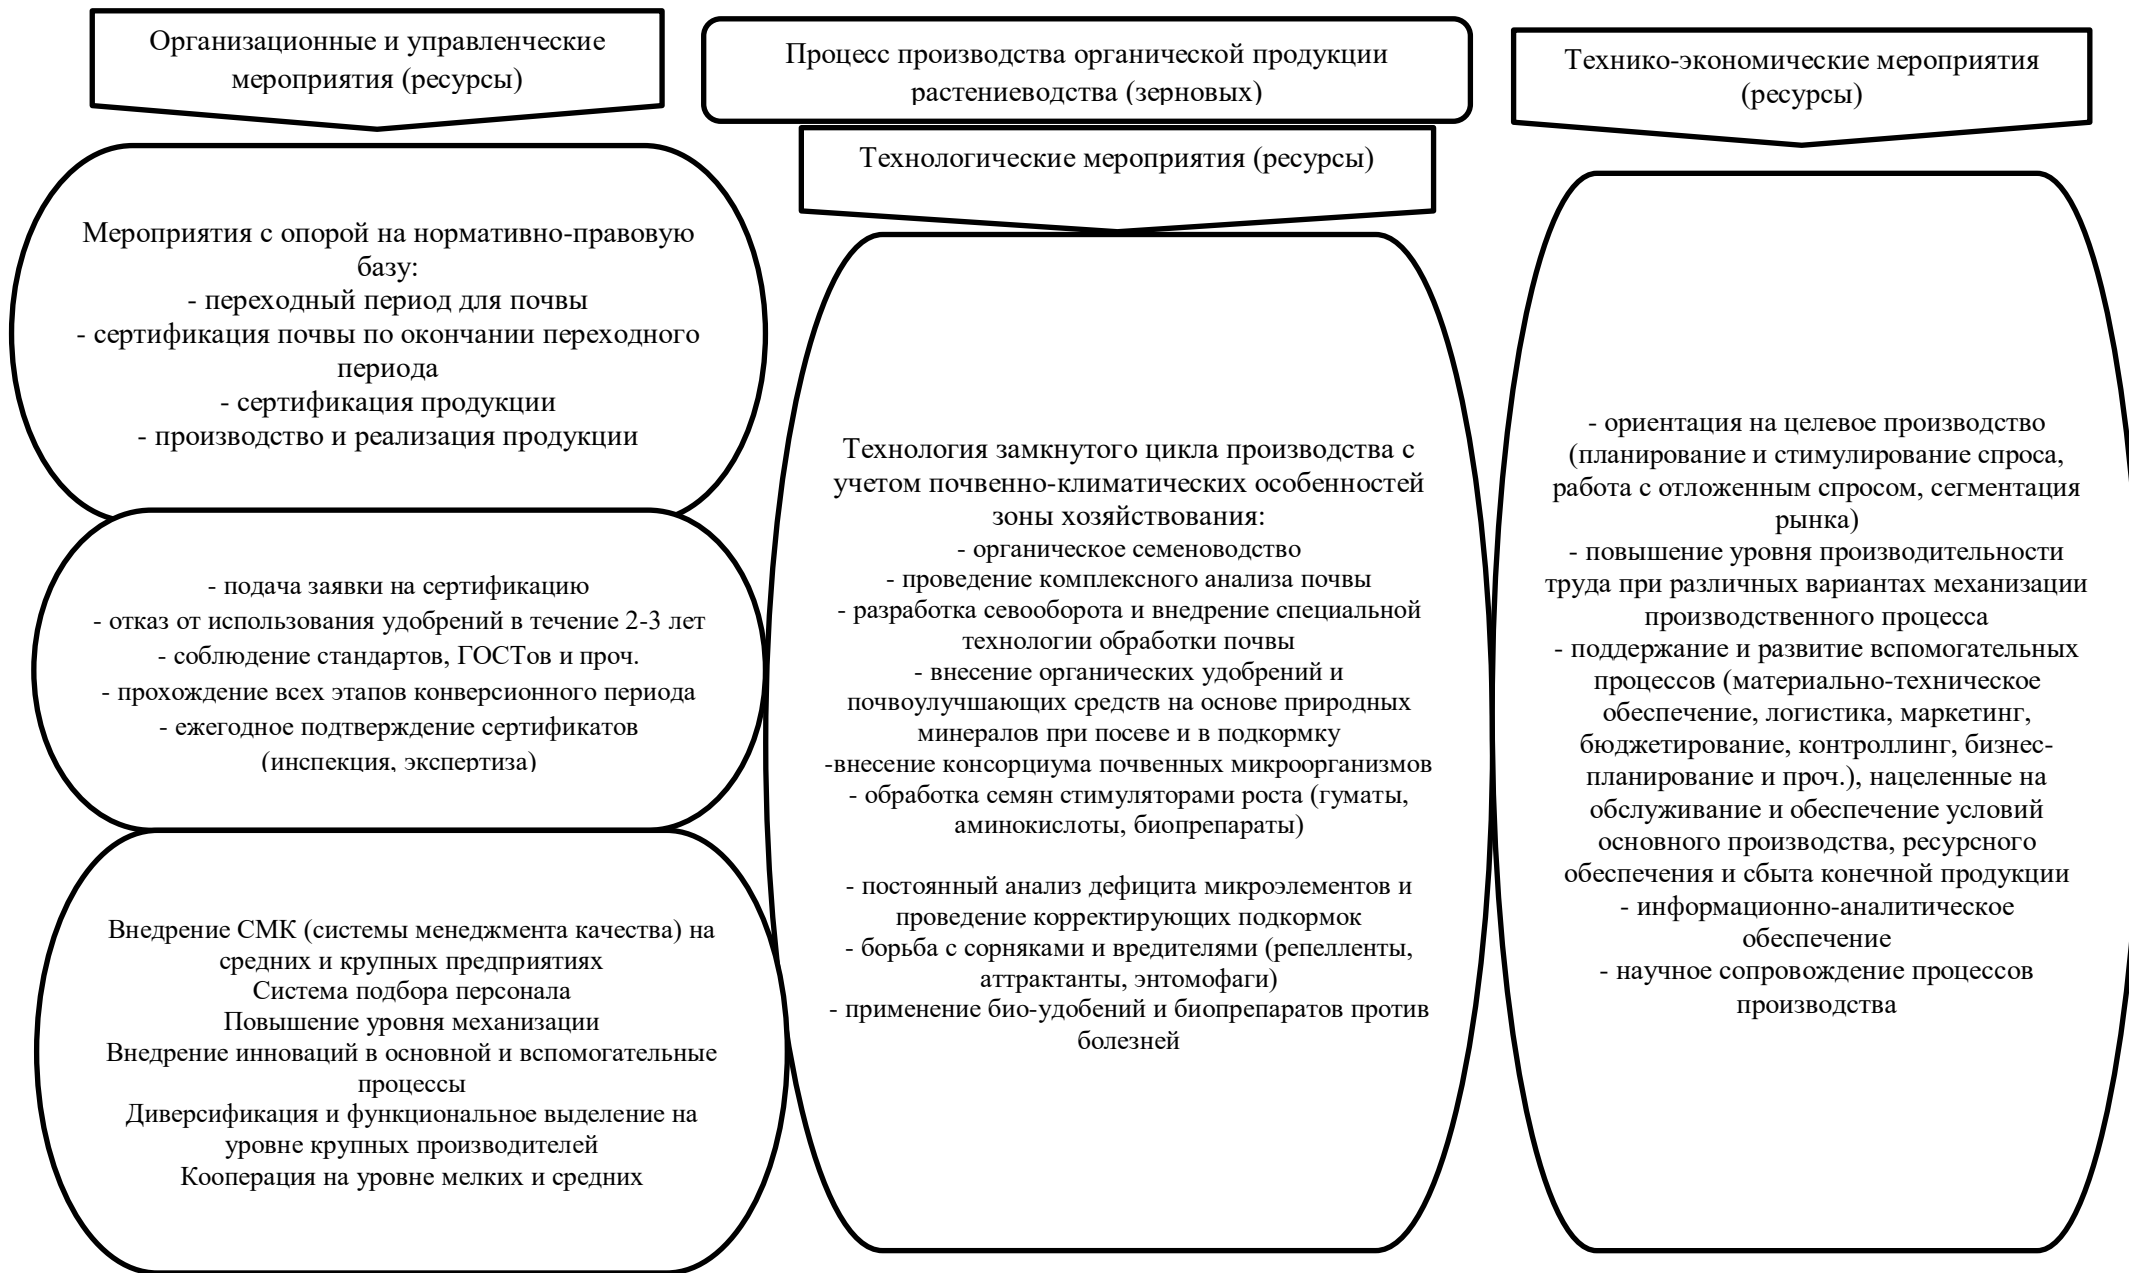 Организационные и управленческие
мероприятия (ресурсы)
Мероприятия с опорой на нормативно-правовую
базу:
- переходный период для почвы
- сертификация почвы по окончании переходного
периода
- сертификация продукции
- производство и реализация продукции
- подача заявки на сертификацию
- отказ от использования удобрений в течение 2-3 лет
- соблюдение стандартов, ГОСТов и проч.
- прохождение всех этапов конверсионного периода
- ежегодное подтверждение сертификатов
(инспекция, экспертиза)
Внедрение СМК (системы менеджмента качества) на
средних и крупных предприятиях
Система подбора персонала
Повышение уровня механизации
Внедрение инноваций в основной и вспомогательные
процессы
Диверсификация и функциональное выделение на
уровне крупных производителей
Кооперация на уровне мелких и средних
Процесс производства органической продукции
растениеводства (зерновых)
Технологические мероприятия (ресурсы)
Технология замкнутого цикла производства с
учетом почвенно-климатических особенностей
зоны хозяйствования:
- органическое семеноводство
- проведение комплексного анализа почвы
- разработка севооборота и внедрение специальной
технологии обработки почвы
- внесение органических удобрений и
почвоулучшающих средств на основе природных
минералов при посеве и в подкормку
-внесение консорциума почвенных микроорганизмов
- обработка семян стимуляторами роста (гуматы,
аминокислоты, биопрепараты)
- постоянный анализ дефицита микроэлементов и
проведение корректирующих подкормок
- борьба с сорняками и вредителями (репелленты,
аттрактанты, энтомофаги)
- применение био-удобений и биопрепаратов против
болезней
Технико-экономические мероприятия
(ресурсы)
- ориентация на целевое производство
(планирование и стимулирование спроса,
работа с отложенным спросом, сегментация
рынка)
- повышение уровня производительности
труда при различных вариантах механизации
производственного процесса
- поддержание и развитие вспомогательных
процессов (материально-техническое
обеспечение, логистика, маркетинг,
бюджетирование, контроллинг, бизнес-
планирование и проч.), нацеленные на
обслуживание и обеспечение условий
основного производства, ресурсного
обеспечения и сбыта конечной продукции
- информационно-аналитическое
обеспечение
- научное сопровождение процессов
производства